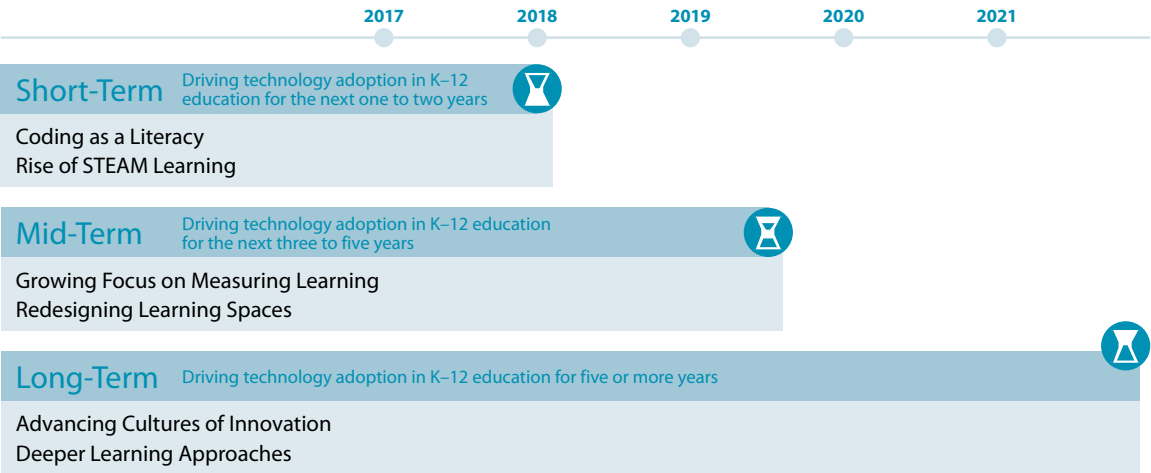 2017 2018 2019 2020 2021
Short-Term
Driving technology adoption in K–12
education for the next one to two years
Coding as a Literacy
Rise of STEAM Learning
Mid-Term
Driving technology adoption in K–12 education
for the next three to five years
Growing Focus on Measuring Learning
Redesigning Learning Spaces
Long-Term Driving technology adoption in K–12 education for five or more years
Advancing Cultures of Innovation
Deeper Learning Approaches